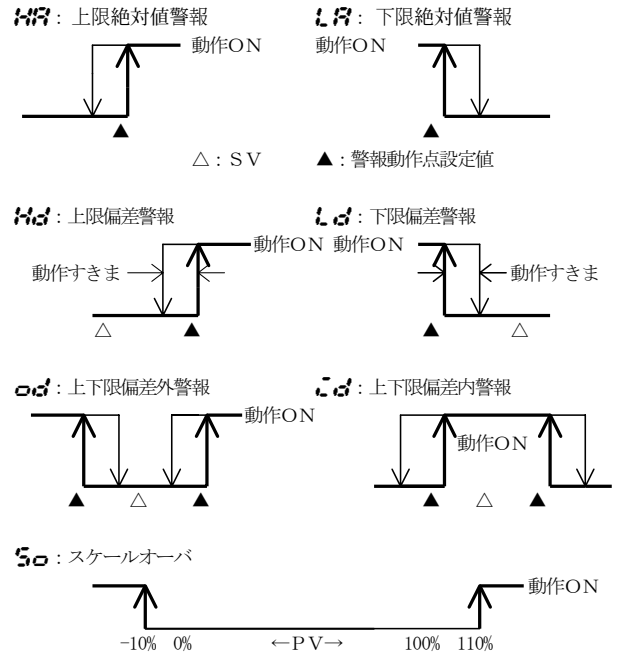 HA：上限絶対値警報
LA：下限絶対値警報
動作ON
動作ON
▲
▲
△：ＳＶ
▲：警報動作点設定値
Hd：上限偏差警報
Ld：下限偏差警報
動作ON
動作ON
動作すきま
動作すきま
△ ▲
▲ △
od：上下限偏差外警報
id：上下限偏差内警報
動作ON
動作ON
▲ △ ▲
▲ △ ▲
So：スケールオーバ
動作ON
-10% 0% ←ＰＶ→ 100% 110%